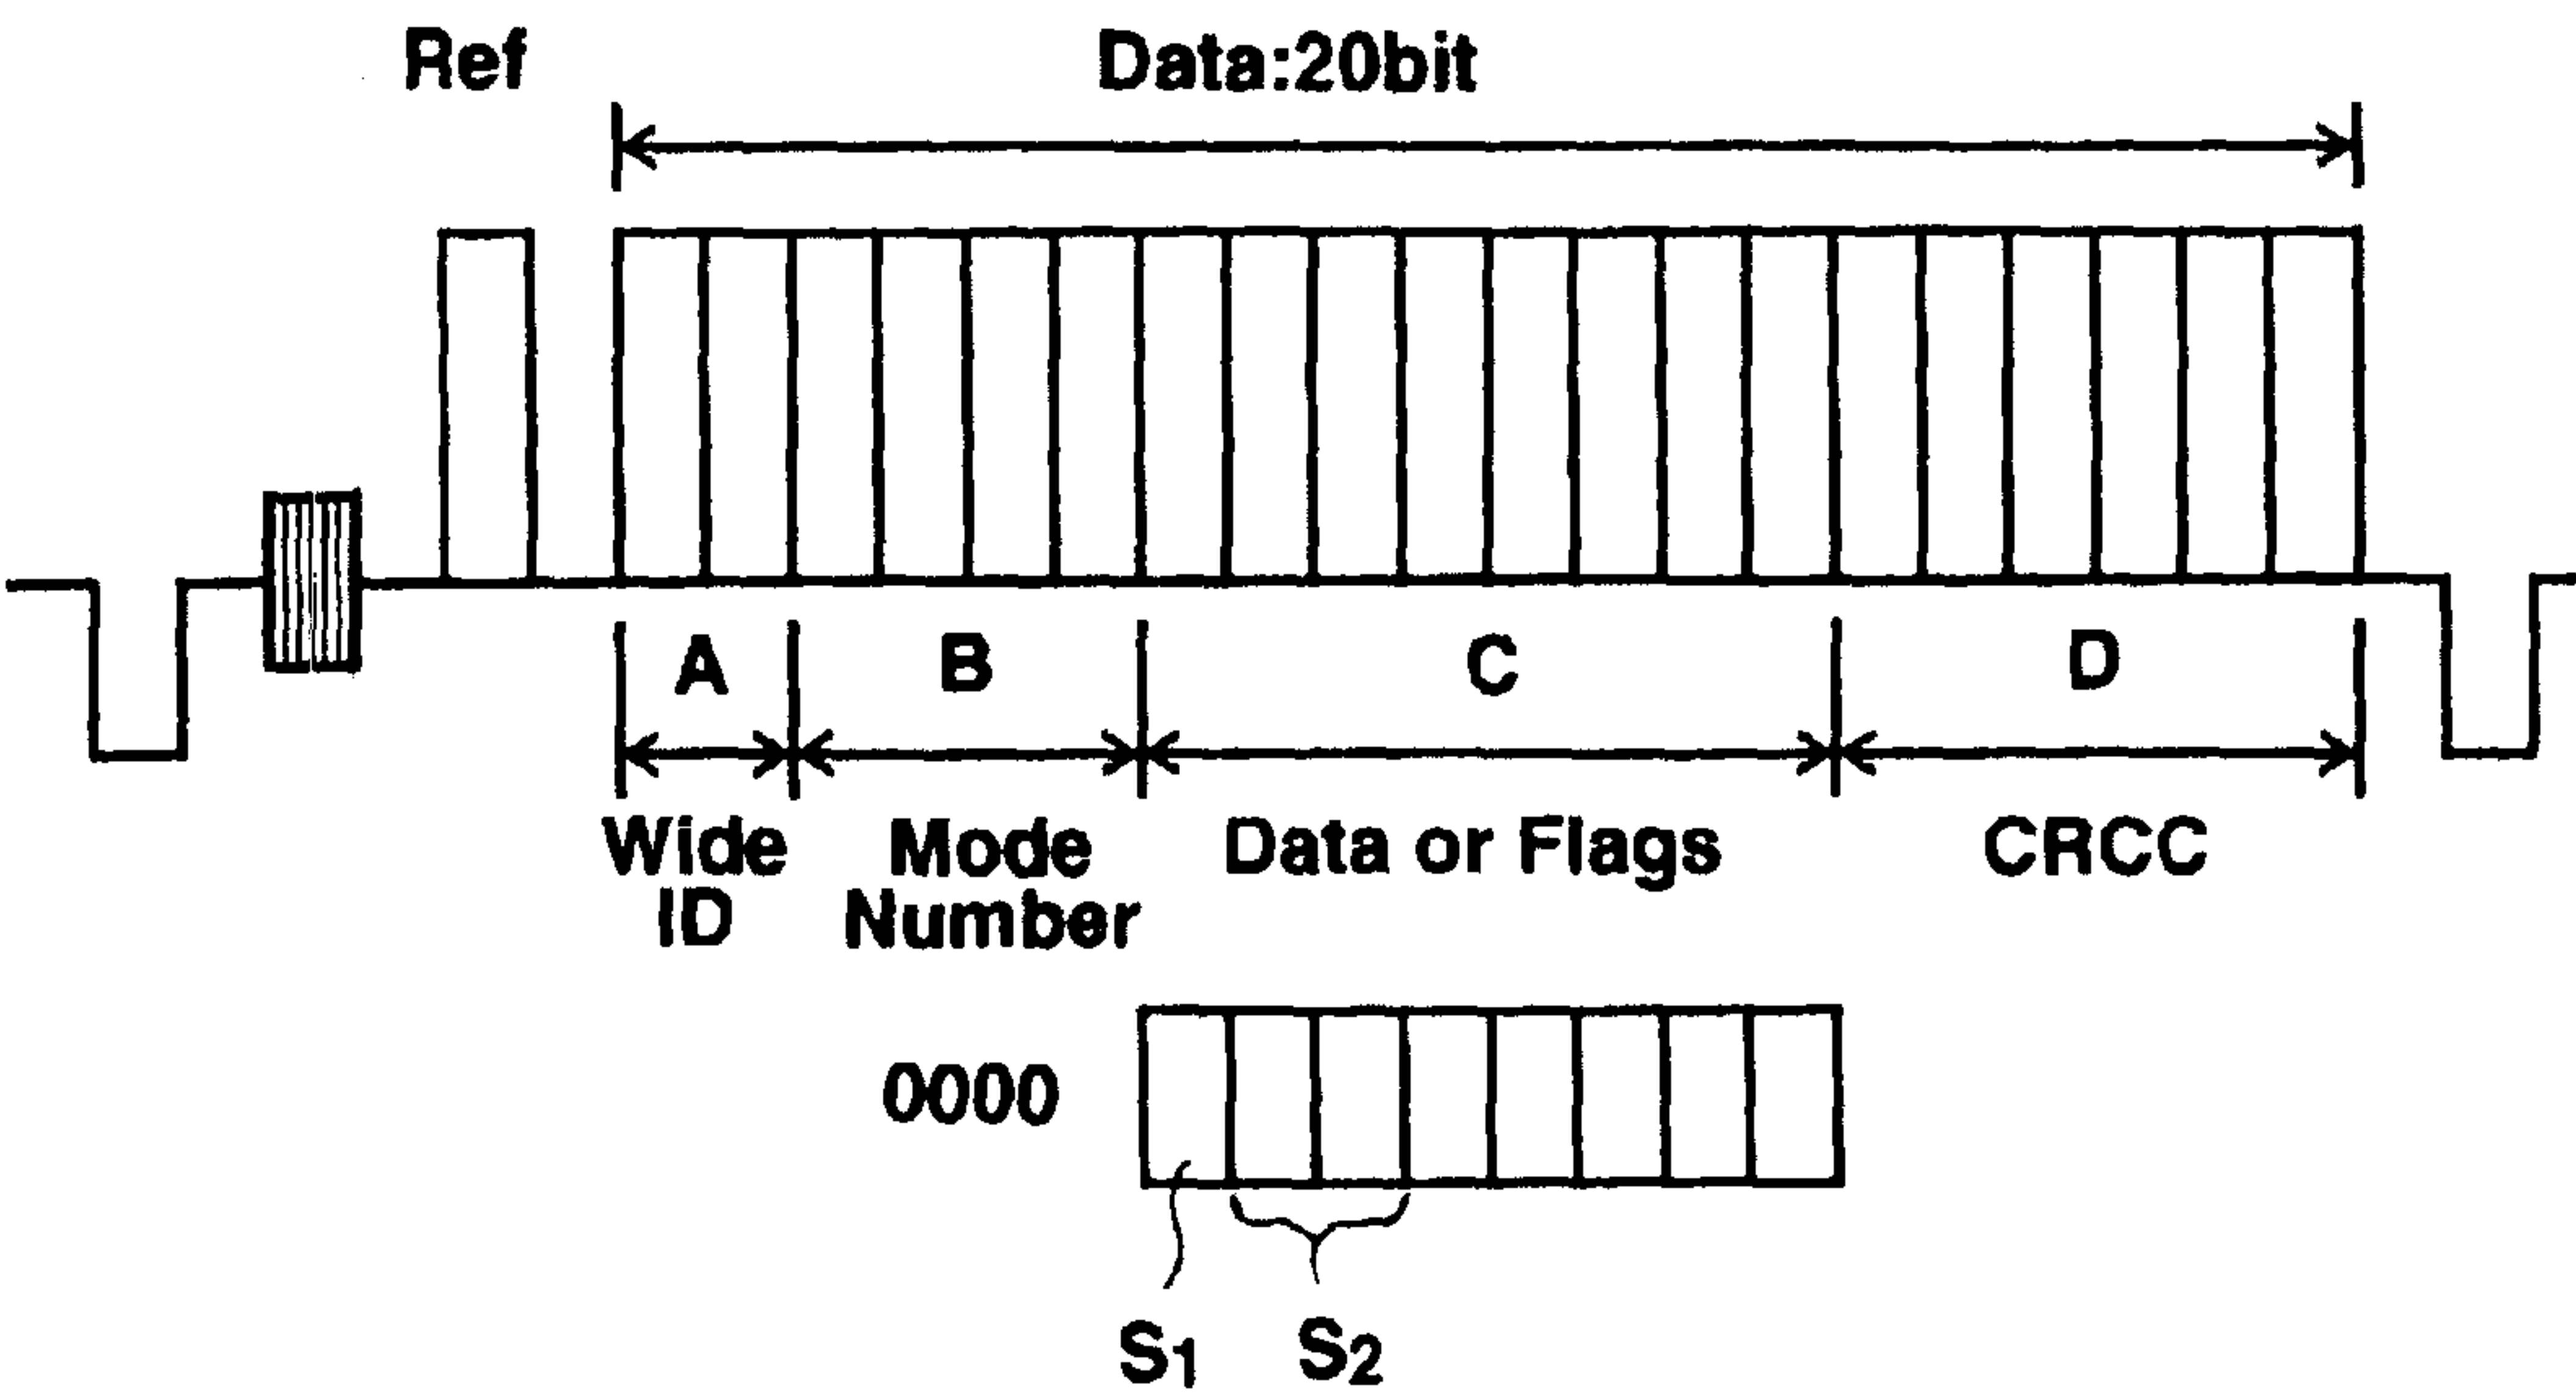 Ref
Data:20bit
A
B
C
D
Wide
ID
Mode
Number
Data or Flags
CRCC
0000
S1
S2